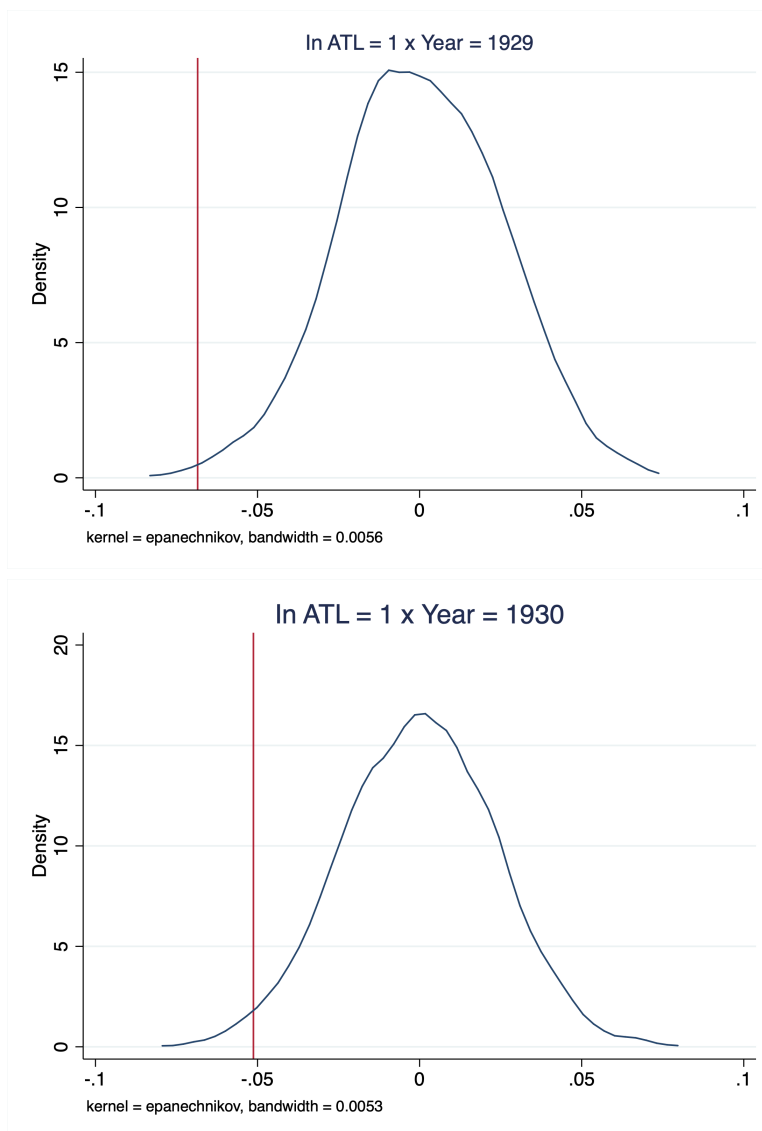 In ATL = 1 x Year = 1929
15
10
5
0
Density
-.1 -.05 0 .05 .1
kernel = epanechnikov, bandwidth = 0.0056
In ATL = 1 x Year = 1930
20
15
10
5
0
Density
-.1 -.05 0 .05 .1
kernel = epanechnikov, bandwidth = 0.0053